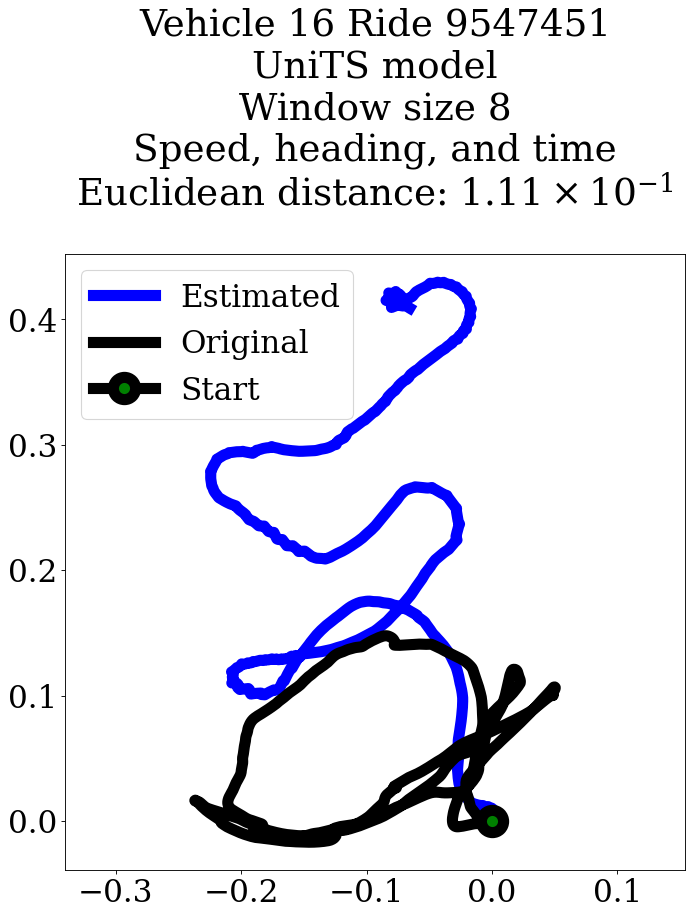 Vehicle 16 Ride 9547451
UniTS model
Window size 8
Speed, heading, and time
Euclidean distance: 1.11 × 10⁻¹
Estimated
Original
Start
0.4
0.3
0.2
0.1
0.0
−0.3 −0.2 −0.1 0.0 0.1